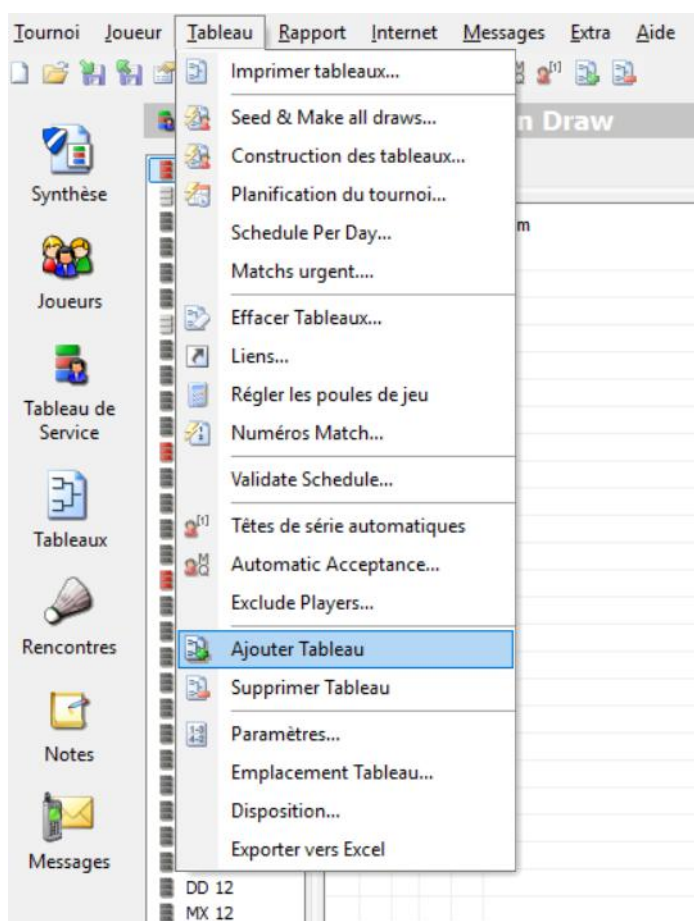 Tournoi Joueur Tableau Rapport Internet Messages Extra Aide
Imprimer tableaux...
Seed & Make all draws...
n Draw
Construction des tableaux...
Synthèse
Planification du tournoi...
m
Schedule Per Day...
Matchs urgent....
Joueurs
Effacer Tableaux...
Liens...
Régler les poules de jeu
Tableau de
Service
Numéros Match...
Validate Schedule...
Têtes de série automatiques
Tableaux
Automatic Acceptance...
Exclude Players...
Rencontres
Ajouter Tableau
Supprimer Tableau
Paramètres...
Notes
Emplacement Tableau...
Disposition...
Exporter vers Excel
Messages
DD 12
MX 12